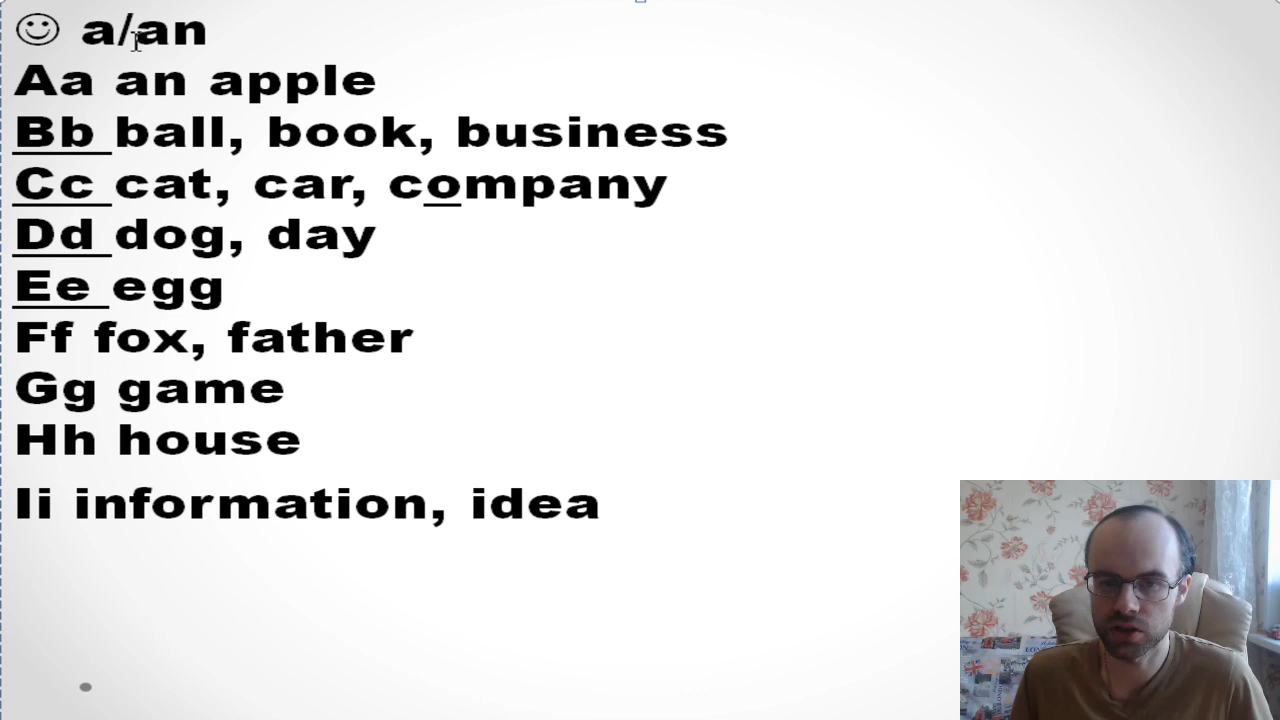 ☺ a/an
Aa an apple
Bb ball, book, business
Cc cat, car, company
Dd dog, day
Ee egg
Ff fox, father
Gg game
Hh house
Ii information, idea